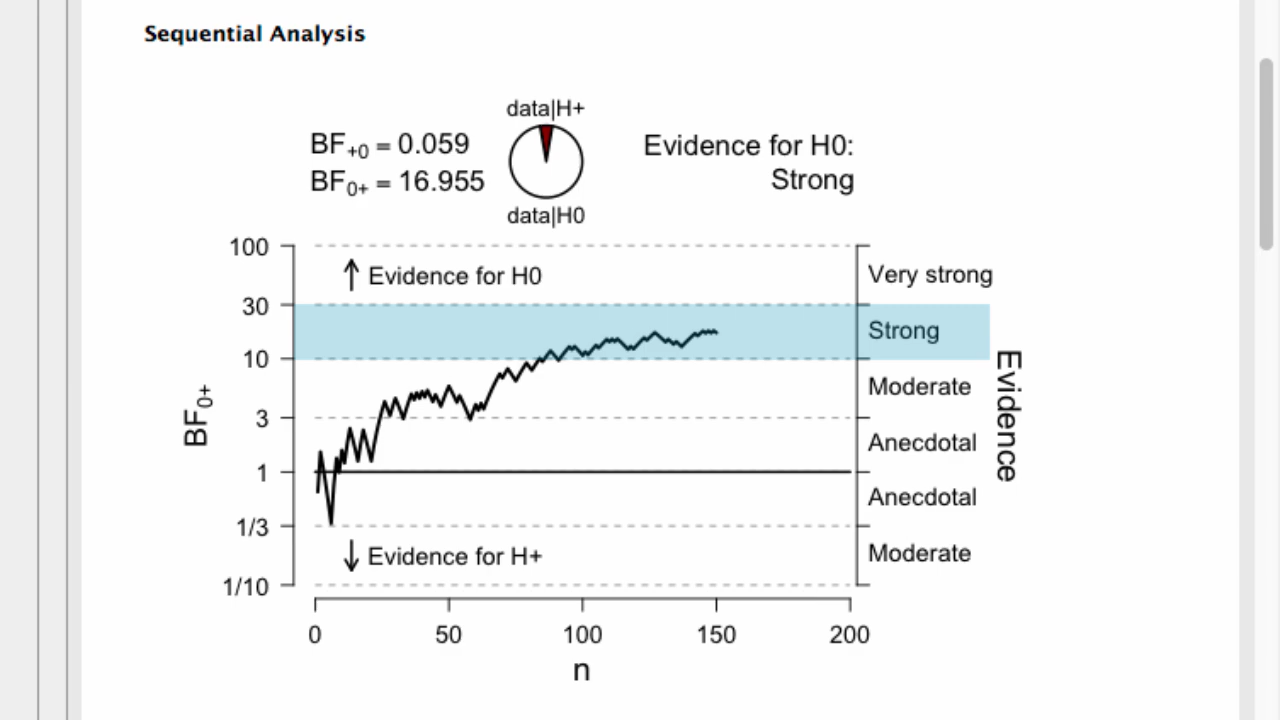 Sequential Analysis
data|H+
BF+0 = 0.059
BF0+ = 16.955
data|H0
Evidence for H0:
Strong
100
30
10
3
1
1/3
1/10
BF0+
Evidence for H0
Evidence for H+
Very strong
Strong
Moderate
Anecdotal
Anecdotal
Moderate
Evidence
0 50 100 150 200
n